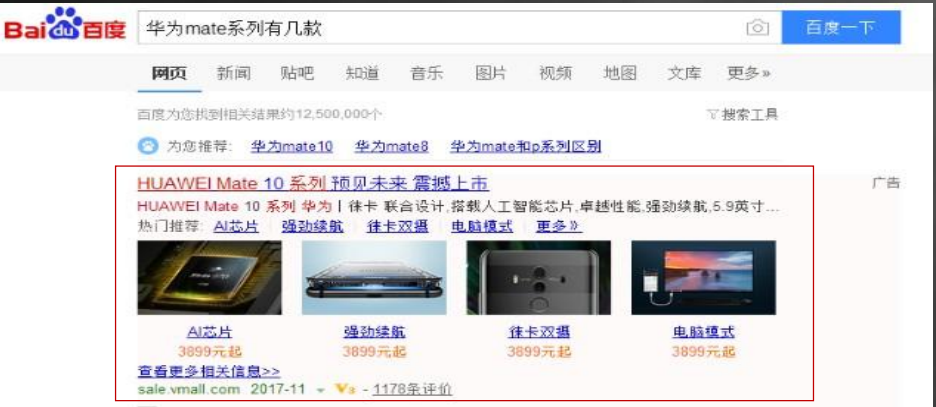 Bai du 百度 华为mate系列有几款 百度一下
网页 新闻 贴吧 知道 音乐 图片 视频 地图 文库 更多»
百度为您找到相关结果约12,500,000个 搜索工具
为您推荐: 华为mate10 华为mate8 华为mate和p系列区别
HUAWEI Mate 10 系列 预见未来 震撼上市 广告
HUAWEI Mate 10 系列 华为 | 徕卡 联合设计,搭载人工智能芯片,卓越性能,强劲续航,5.9英寸...
热门推荐: AI芯片 强劲续航 徕卡双摄 电脑模式 更多»
AI芯片 强劲续航 徕卡双摄 电脑模式
3899元起 3899元起 3899元起 3899元起
查看更多相关信息>>
sale.vmall.com 2017-11 V3 - 1178条评价